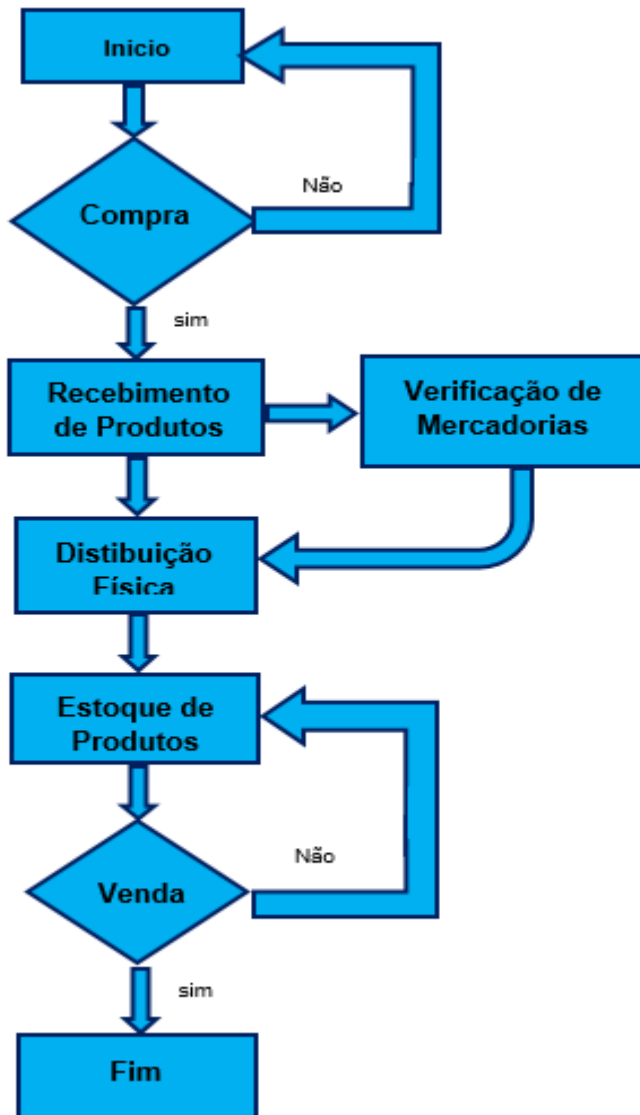 Inicio
Não
Compra
sim
Recebimento
de Produtos
Verificação de
Mercadorias
Distibuição
Física
Estoque de
Produtos
Não
Venda
sim
Fim